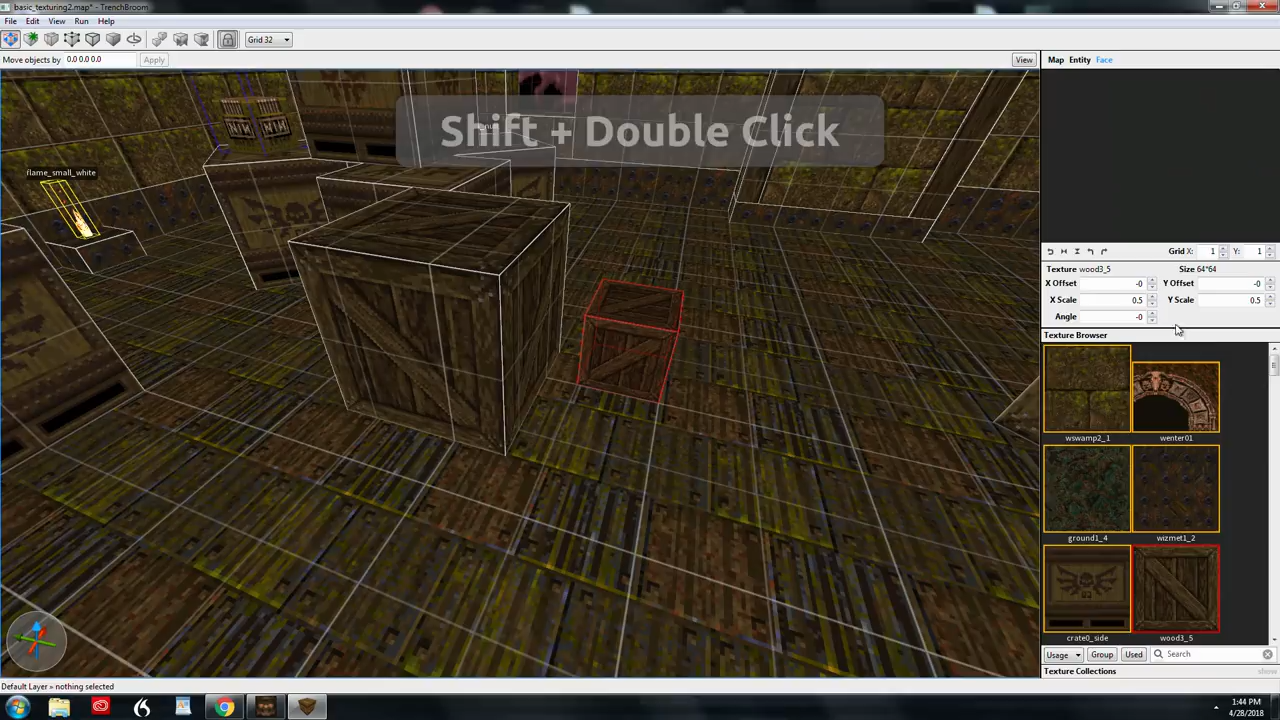 basic_texturing2.map* - TrenchBroom
File Edit View Run Help
Grid 32
Move objects by 0.0 0.0 0.0 Apply View
Map Entity Face
Shift + Double Click
flame_small_white
Grid X: 1 Y: 1
Texture wood3_5 Size 64*64
X Offset -0 Y Offset -0
X Scale 0.5 Y Scale 0.5
Angle -0
Texture Browser
wswamp2_1 wenter01
ground1_4 wizmet1_2
crate0_side wood3_5
Usage Group Used Search
Texture Collections show
Default Layer » nothing selected
1:44 PM
4/28/2018